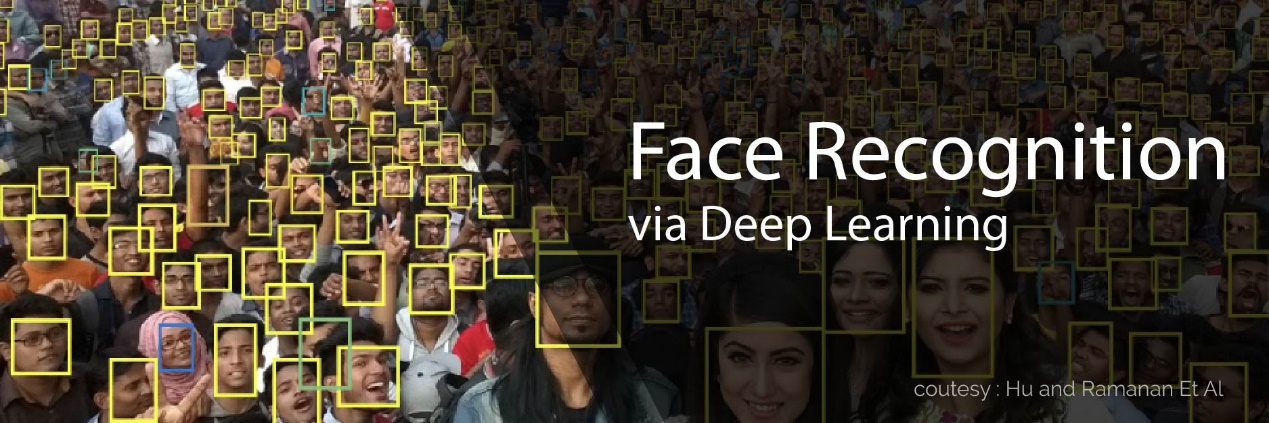 Face Recognition
via Deep Learning
coutesy : Hu and Ramanan Et Al